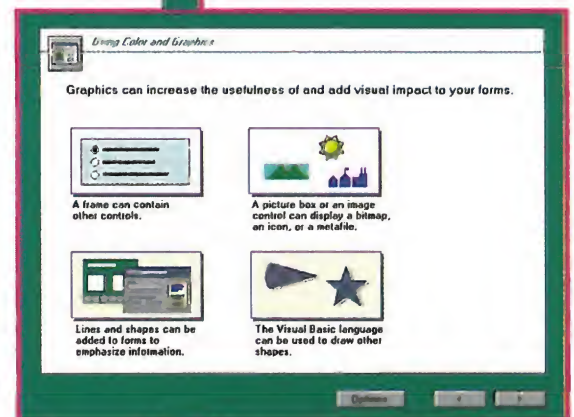 Using Color and Graphics
Graphics can increase the usefulness of and add visual impact to your forms.
A frame can contain
other controls.
A picture box or an image
control can display a bitmap,
an icon, or a metafile.
Lines and shapes can be
added to forms to
emphasize information.
The Visual Basic language
can be used to draw other
shapes.
Options